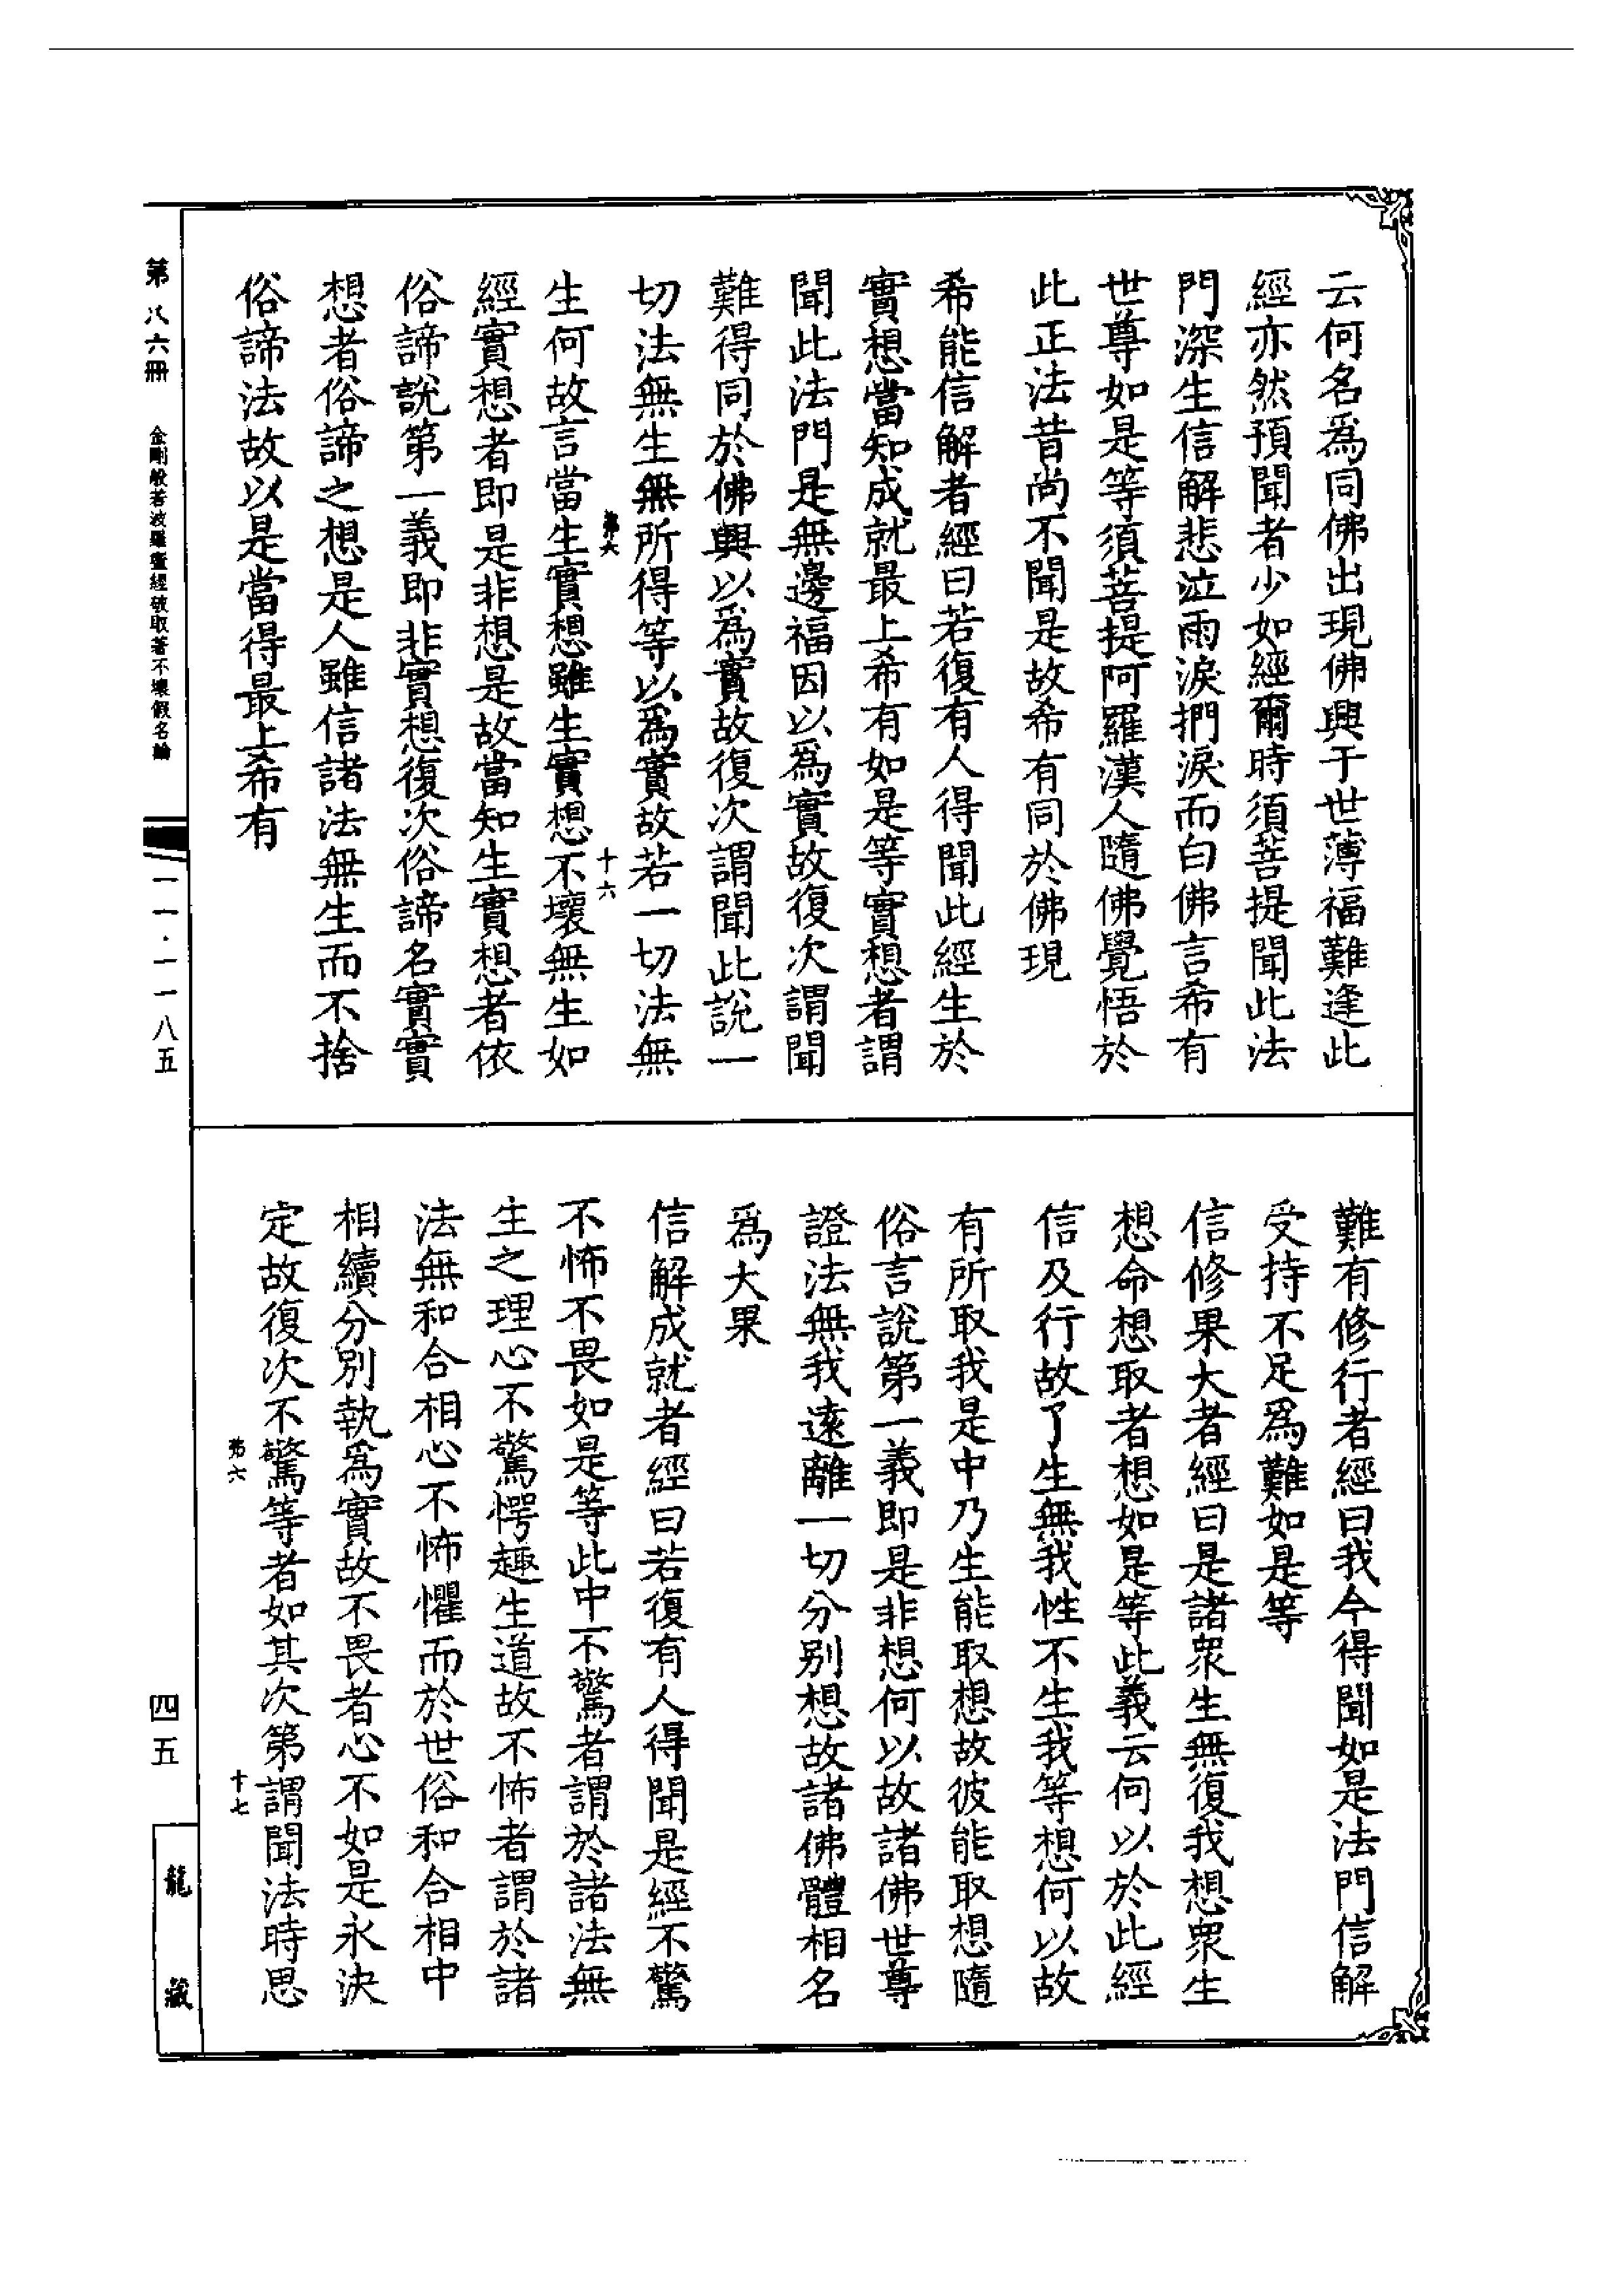 云何名爲同佛出現佛興于世薄福難逢此
經亦然預聞者少如經爾時須菩提聞此法
門深生信解悲泣雨淚捫淚而白佛言希有
世尊如是等須菩提阿羅漢人隨佛覺悟於
此正法昔尚不聞是故希有同於佛現
希能信解者經曰若復有人得聞此經生於
實想當知成就最上希有如是等實想者謂
聞此法門是無邊福因以爲實故復次謂聞
難得同於佛興以爲實故復次謂聞此說一
切法無生無所得等以爲實故若一切法無
第六 十六
生何故言當生實想雖生實想不壞無生如
經實想者即是非想是故當知生實想者依
俗諦說第一義即非實想復次俗諦名實實
想者俗諦之想是人雖信諸法無生而不捨
俗諦法故以是當得最上希有
難有修行者經曰我今得聞如是法門信解
受持不足爲難如是等
信修果大者經曰是諸衆生無復我想衆生
想命想取者想如是等此義云何以於此經
信及行故了生無我性不生我等想何以故
有所取我是中乃生能取想故彼能取想隨
俗言說第一義即是非想何以故諸佛世尊
證法無我遠離一切分別想故諸佛體相名
爲大果
信解成就者經曰若復有人得聞是經不驚
不怖不畏如是等此中不驚者謂於諸法無
生之理心不驚愕趣生道故不怖者謂於諸
法無和合相心不怖懼而於世俗和合相中
相續分別執爲實故不畏者心不如是永決
定故復次不驚等者如其次第謂聞法時思
第六 十七
第八六冊 金剛般若波羅蜜經破取著不壞假名論
一一·一一八五
四五
龍藏